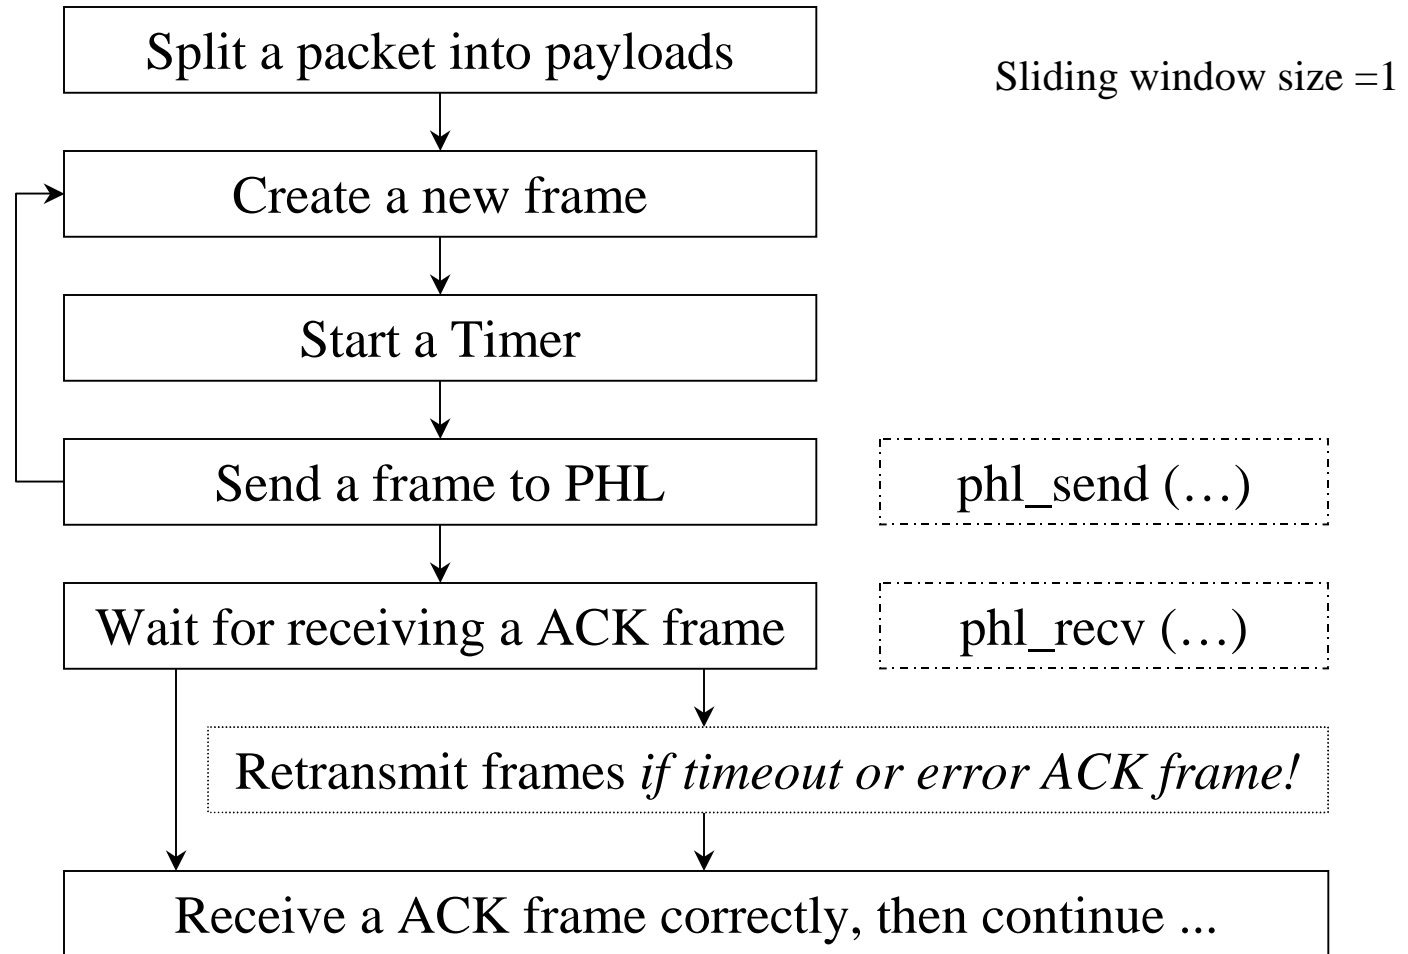 Split a packet into payloads
Sliding window size =1
Create a new frame
Start a Timer
Send a frame to PHL
phl_send (…)
Wait for receiving a ACK frame
phl_recv (…)
Retransmit frames if timeout or error ACK frame!
Receive a ACK frame correctly, then continue ...